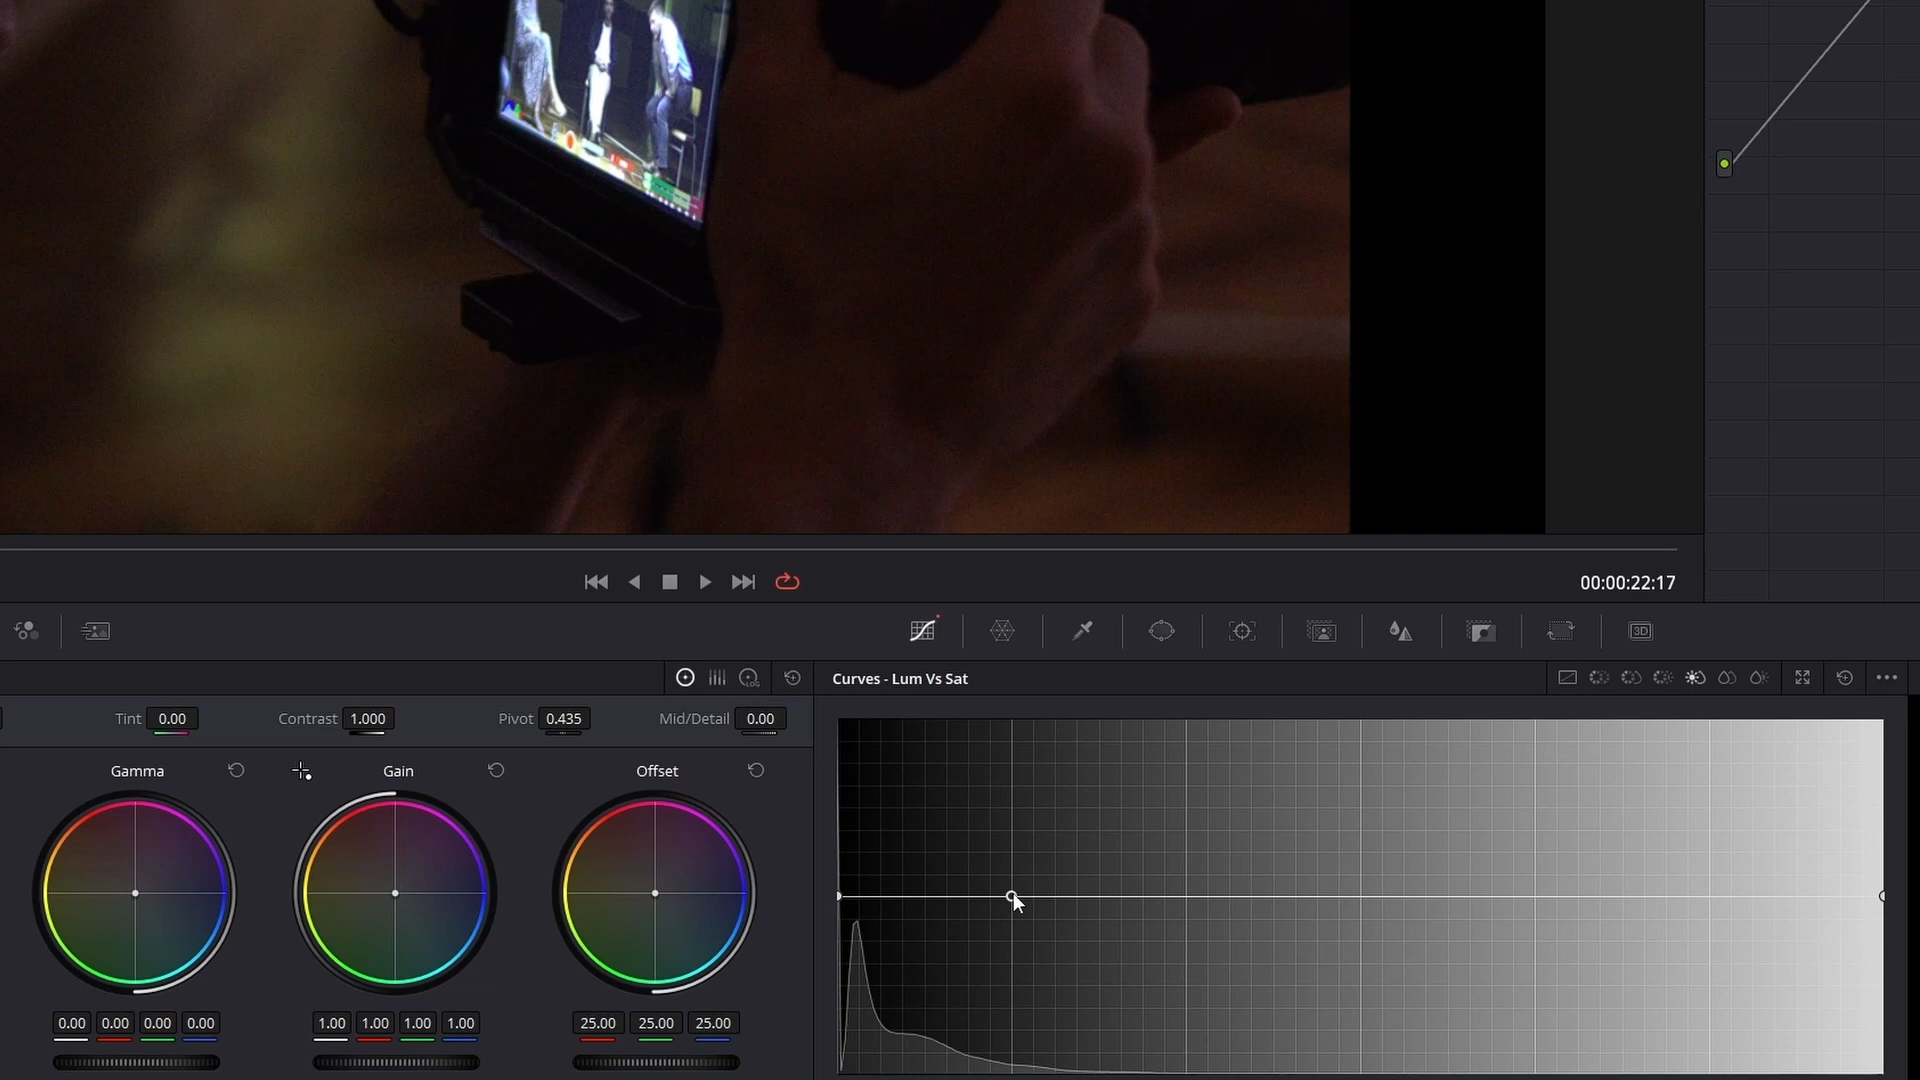 00:00:22:17
3D
Curves - Lum Vs Sat
LOG
Tint 0.00 Contrast 1.000 Pivot 0.435 Mid/Detail 0.00
Gamma Gain Offset
0.00 0.00 0.00 0.00 1.00 1.00 1.00 1.00 25.00 25.00 25.00